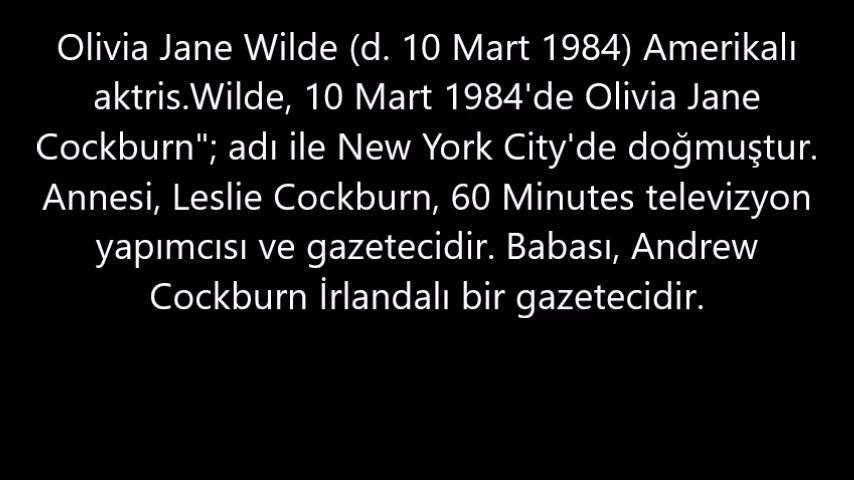 Olivia Jane Wilde (d. 10 Mart 1984) Amerikalı
aktris.Wilde, 10 Mart 1984'de Olivia Jane
Cockburn"; adı ile New York City'de doğmuştur.
Annesi, Leslie Cockburn, 60 Minutes televizyon
yapımcısı ve gazetecidir. Babası, Andrew
Cockburn İrlandalı bir gazetecidir.